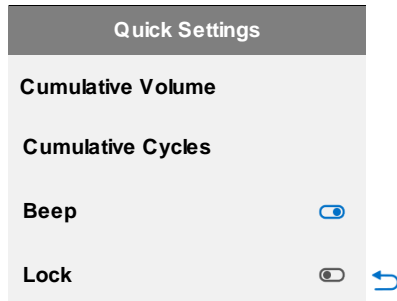 Quick Settings
Cumulative Volume
Cumulative Cycles
Beep
Lock